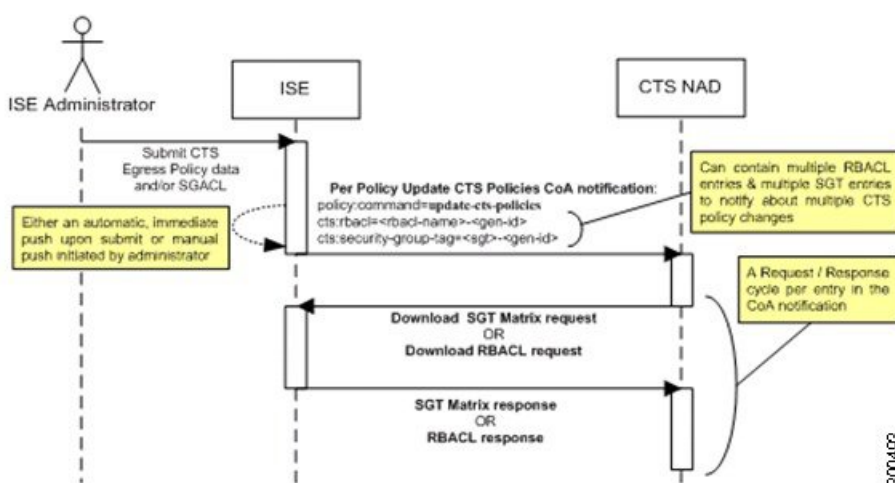 ISE Administrator
ISE
CTS NAD
Submit CTS
Egress Policy data
and/or SGACL
Either an automatic, immediate
push upon submit or manual
push initiated by administrator
Per Policy Update CTS Policies CoA notification:
policy:command=update-cts-policies
cts:rbacl=<rbacl-name>-<gen-id>
cts:security-group-tag=<sgt>-<gen-id>
Can contain multiple RBACL
entries & multiple SGT entries
to notify about multiple CTS
policy changes
A Request / Response
cycle per entry in the
CoA notification
Download SGT Matrix request
OR
Download RBACL request
SGT Matrix response
OR
RBACL response